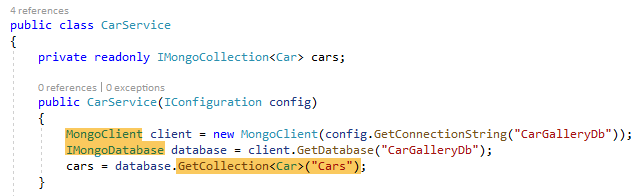 4 references
public class CarService
{
private readonly IMongoCollection<Car> cars;
0 references | 0 exceptions
public CarService(IConfiguration config)
{
MongoClient client = new MongoClient(config.GetConnectionString("CarGalleryDb"));
IMongoDatabase database = client.GetDatabase("CarGalleryDb");
cars = database.GetCollection<Car>("Cars");
}